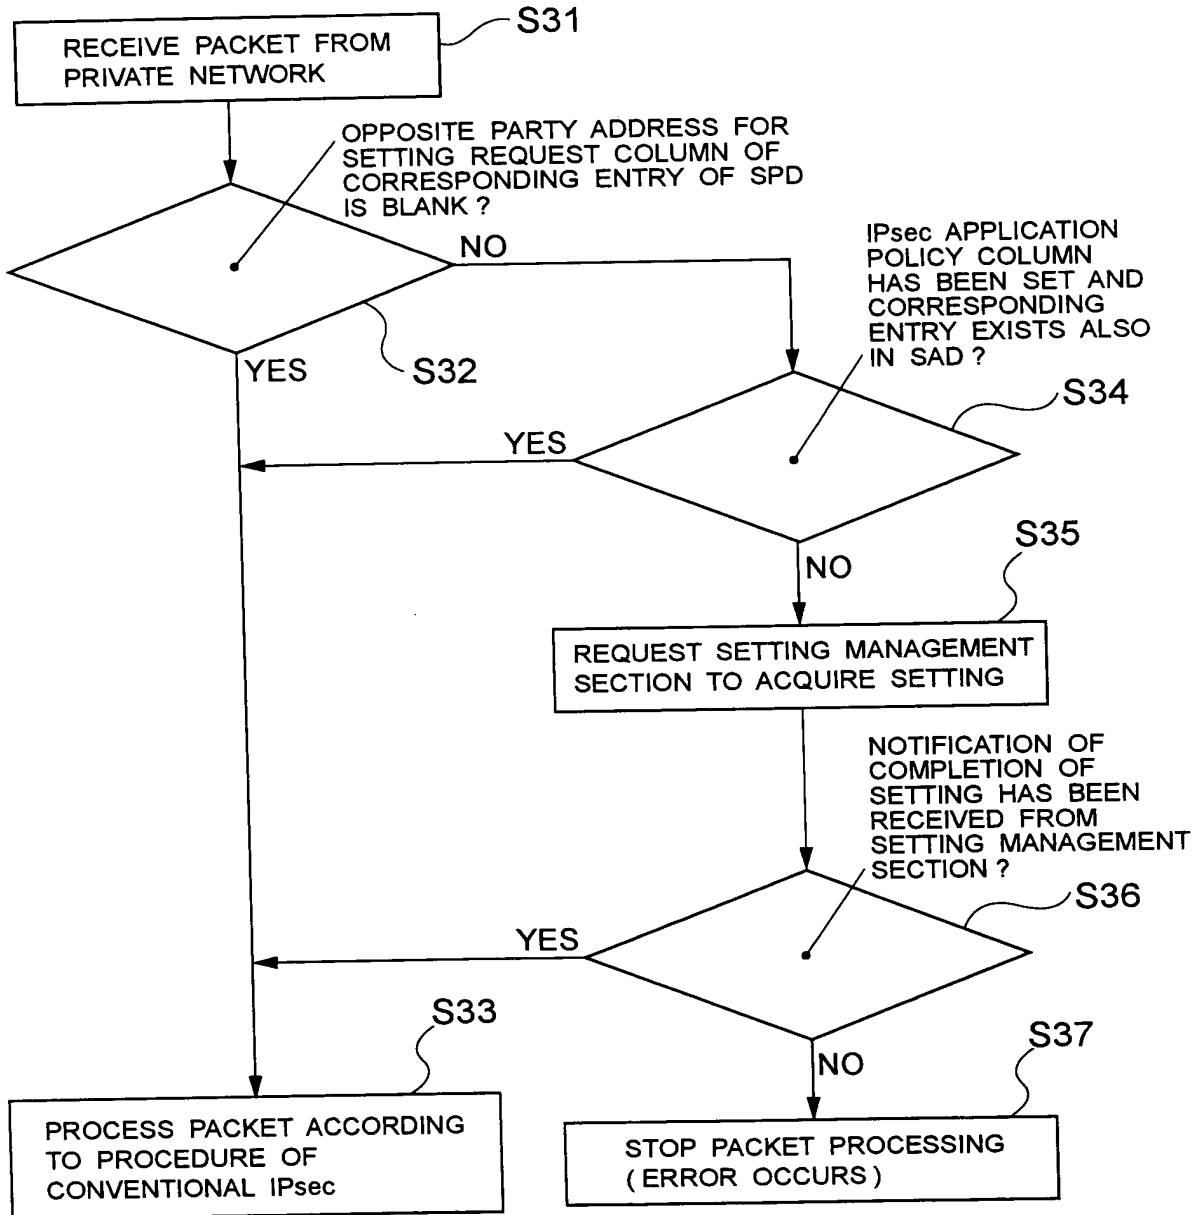 S31
RECEIVE PACKET FROM
PRIVATE NETWORK
OPPOSITE PARTY ADDRESS FOR
SETTING REQUEST COLUMN OF
CORRESPONDING ENTRY OF SPD
IS BLANK ?
NO
IPsec APPLICATION
POLICY COLUMN
HAS BEEN SET AND
CORRESPONDING
ENTRY EXISTS ALSO
IN SAD ?
YES
S32
S34
YES
NO
S35
REQUEST SETTING MANAGEMENT
SECTION TO ACQUIRE SETTING
NOTIFICATION OF
COMPLETION OF
SETTING HAS BEEN
RECEIVED FROM
SETTING MANAGEMENT
SECTION ?
S36
YES
S33
NO
S37
PROCESS PACKET ACCORDING
TO PROCEDURE OF
CONVENTIONAL IPsec
STOP PACKET PROCESSING
( ERROR OCCURS )